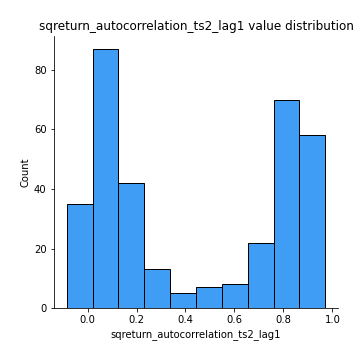 sqreturn_autocorrelation_ts2_lag1 value distribution
80
60
40
20
0
Count
0.0 0.2 0.4 0.6 0.8 1.0
sqreturn_autocorrelation_ts2_lag1